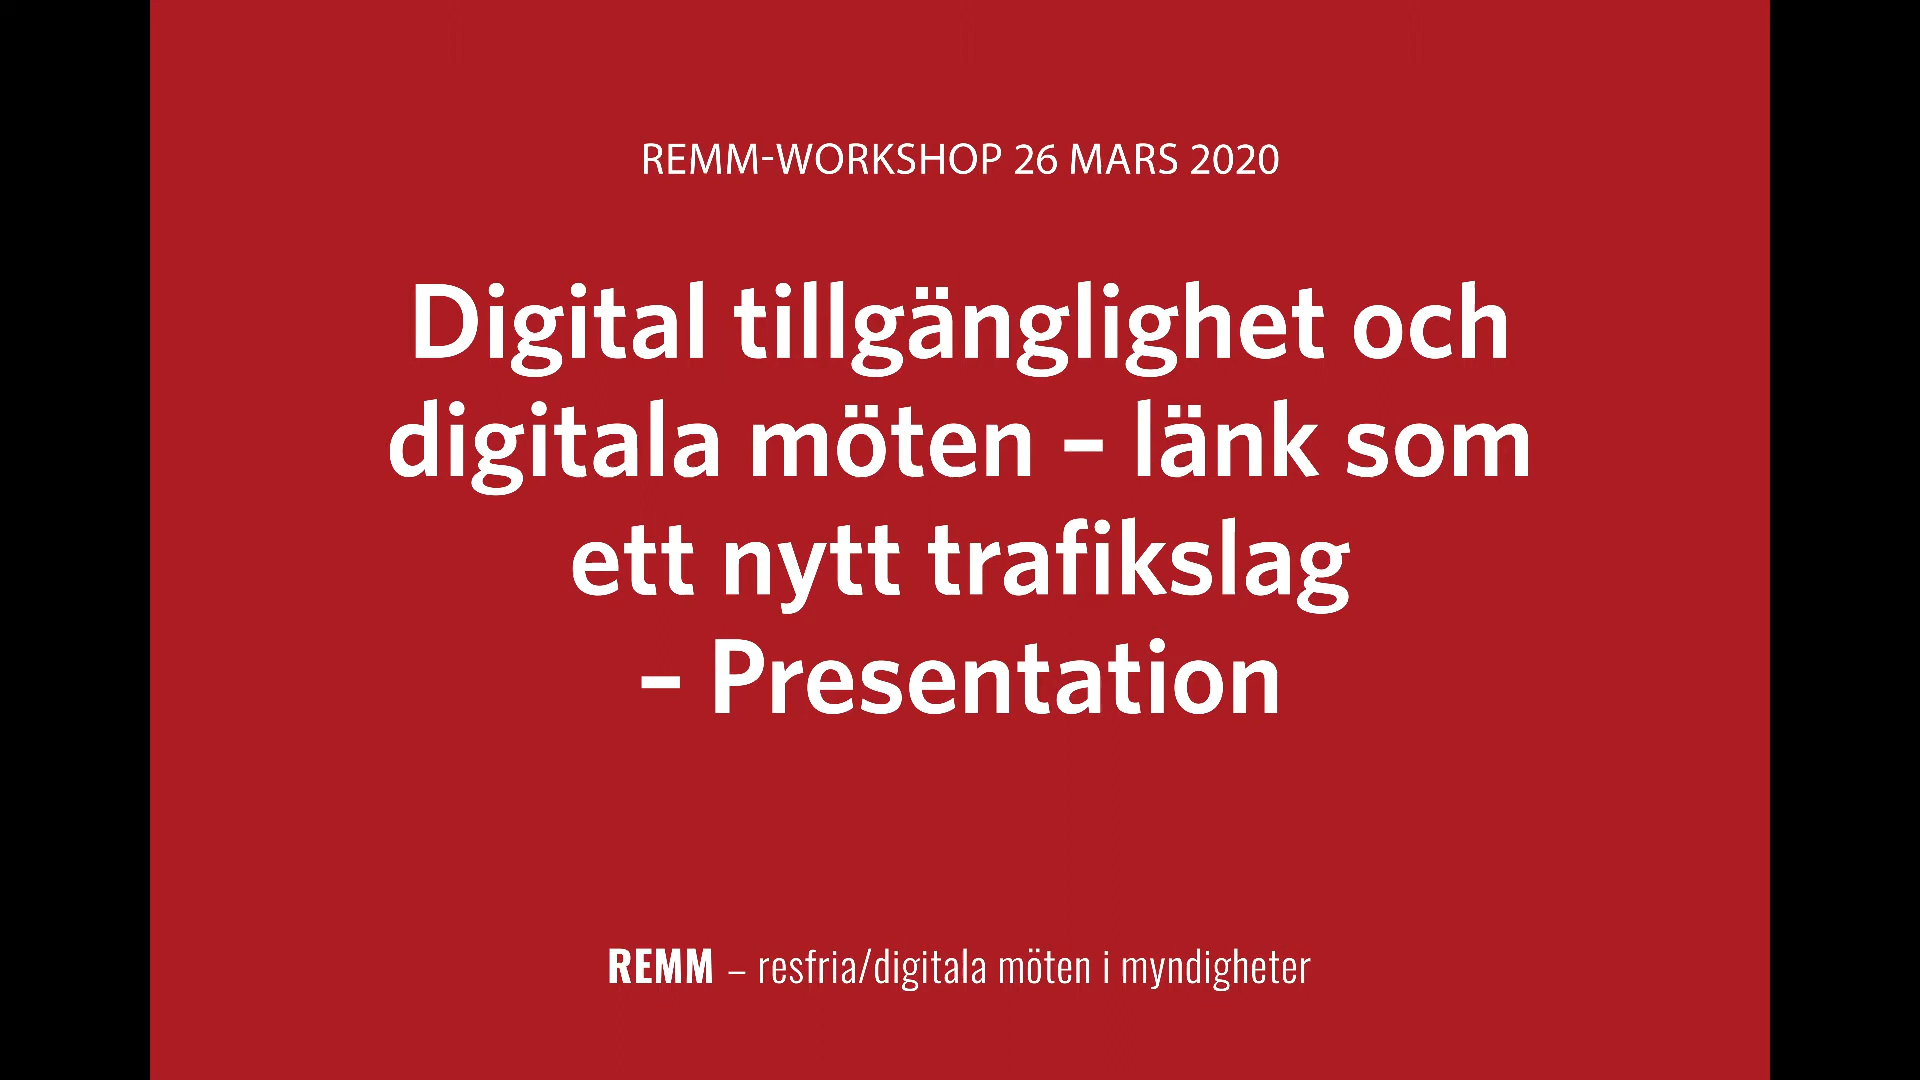 REMM-WORKSHOP 26 MARS 2020
Digital tillgänglighet och
digitala möten – länk som
ett nytt trafikslag
– Presentation
REMM – resfria/digitala möten i myndigheter